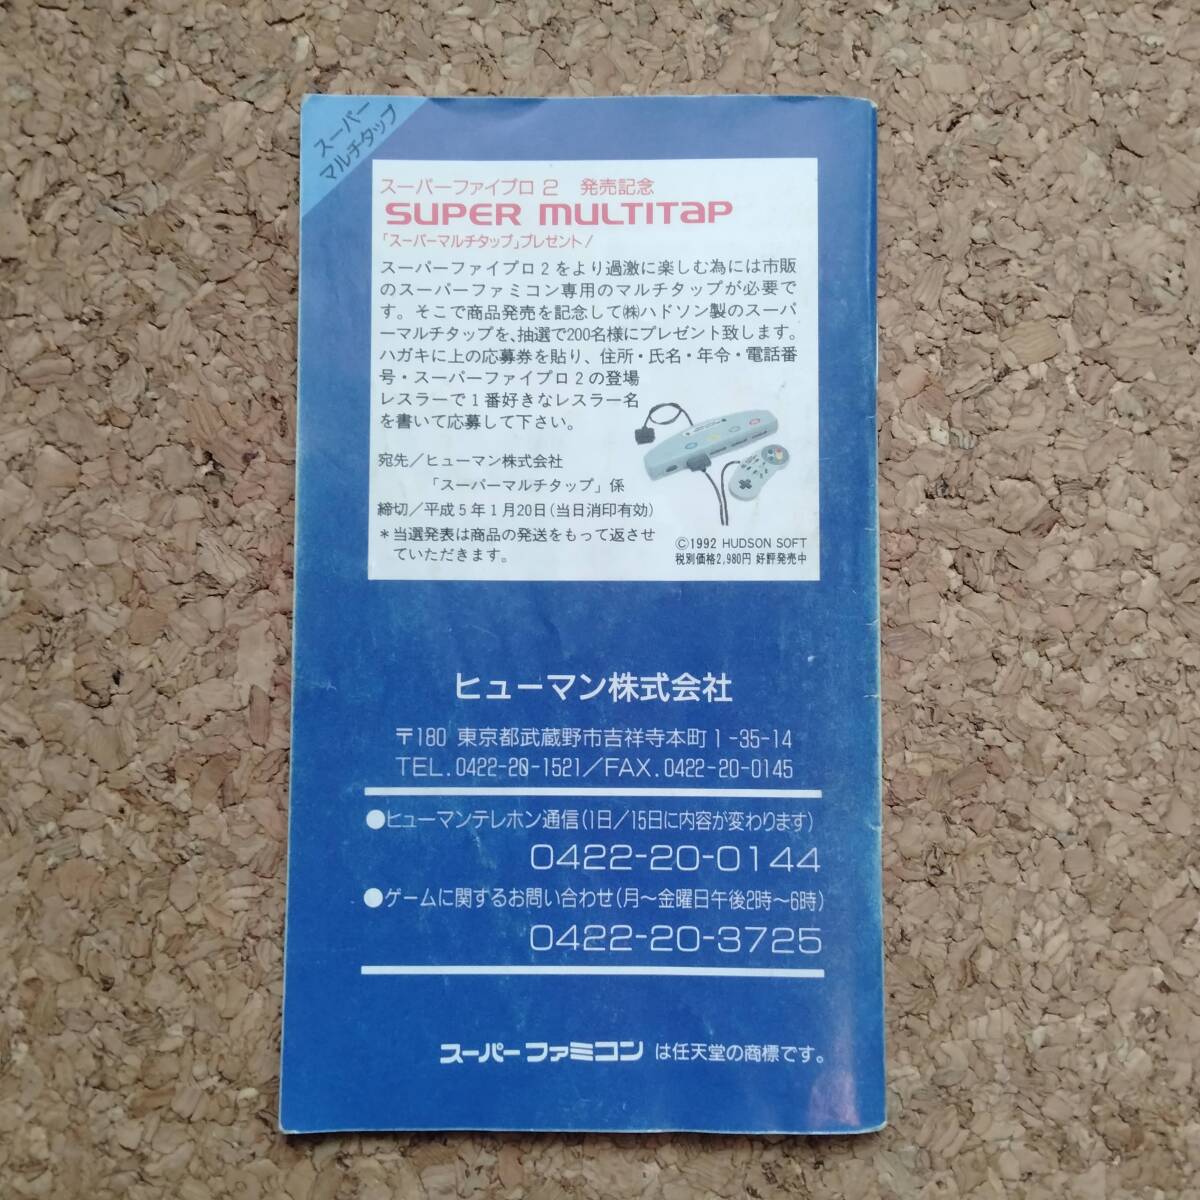 スーパー
マルチタップ
スーパーファイプロ2 発売記念
SUPER MULTITAP
「スーパーマルチタップ」プレゼント!
スーパーファイプロ2をより過激に楽しむ為には市販
のスーパーファミコン専用のマルチタップが必要で
す。そこで商品発売を記念して㈱ハドソン製のスーパ
ーマルチタップを、抽選で200名様にプレゼント致します。
ハガキに上の応募券を貼り、住所・氏名・年令・電話番
号・スーパーファイプロ2の登場
レスラーで1番好きなレスラー名
を書いて応募して下さい。
宛先/ヒューマン株式会社
「スーパーマルチタップ」係
締切/平成5年1月20日(当日消印有効)
*当選発表は商品の発送をもって返させ
ていただきます。
©1992 HUDSON SOFT
税別価格2,980円 好評発売中
ヒューマン株式会社
〒180 東京都武蔵野市吉祥寺本町1-35-14
TEL.0422-20-1521/FAX.0422-20-0145
●ヒューマンテレホン通信(1日/15日に内容が変わります)
0422-20-0144
●ゲームに関するお問い合わせ(月〜金曜日午後2時〜6時)
0422-20-3725
スーパーファミコン は任天堂の商標です。